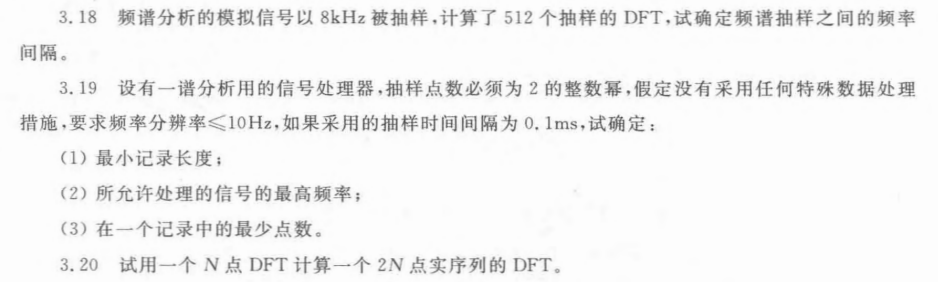 3.18 频谱分析的模拟信号以 8kHz 被抽样,计算了 512 个抽样的 DFT,试确定频谱抽样之间的频率
间隔。
3.19 设有一谱分析用的信号处理器,抽样点数必须为 2 的整数幂,假定没有采用任何特殊数据处理
措施,要求频率分辨率≤10Hz,如果采用的抽样时间间隔为 0.1ms,试确定:
(1) 最小记录长度;
(2) 所允许处理的信号的最高频率;
(3) 在一个记录中的最少点数。
3.20 试用一个 N 点 DFT 计算一个 2N 点实序列的 DFT。